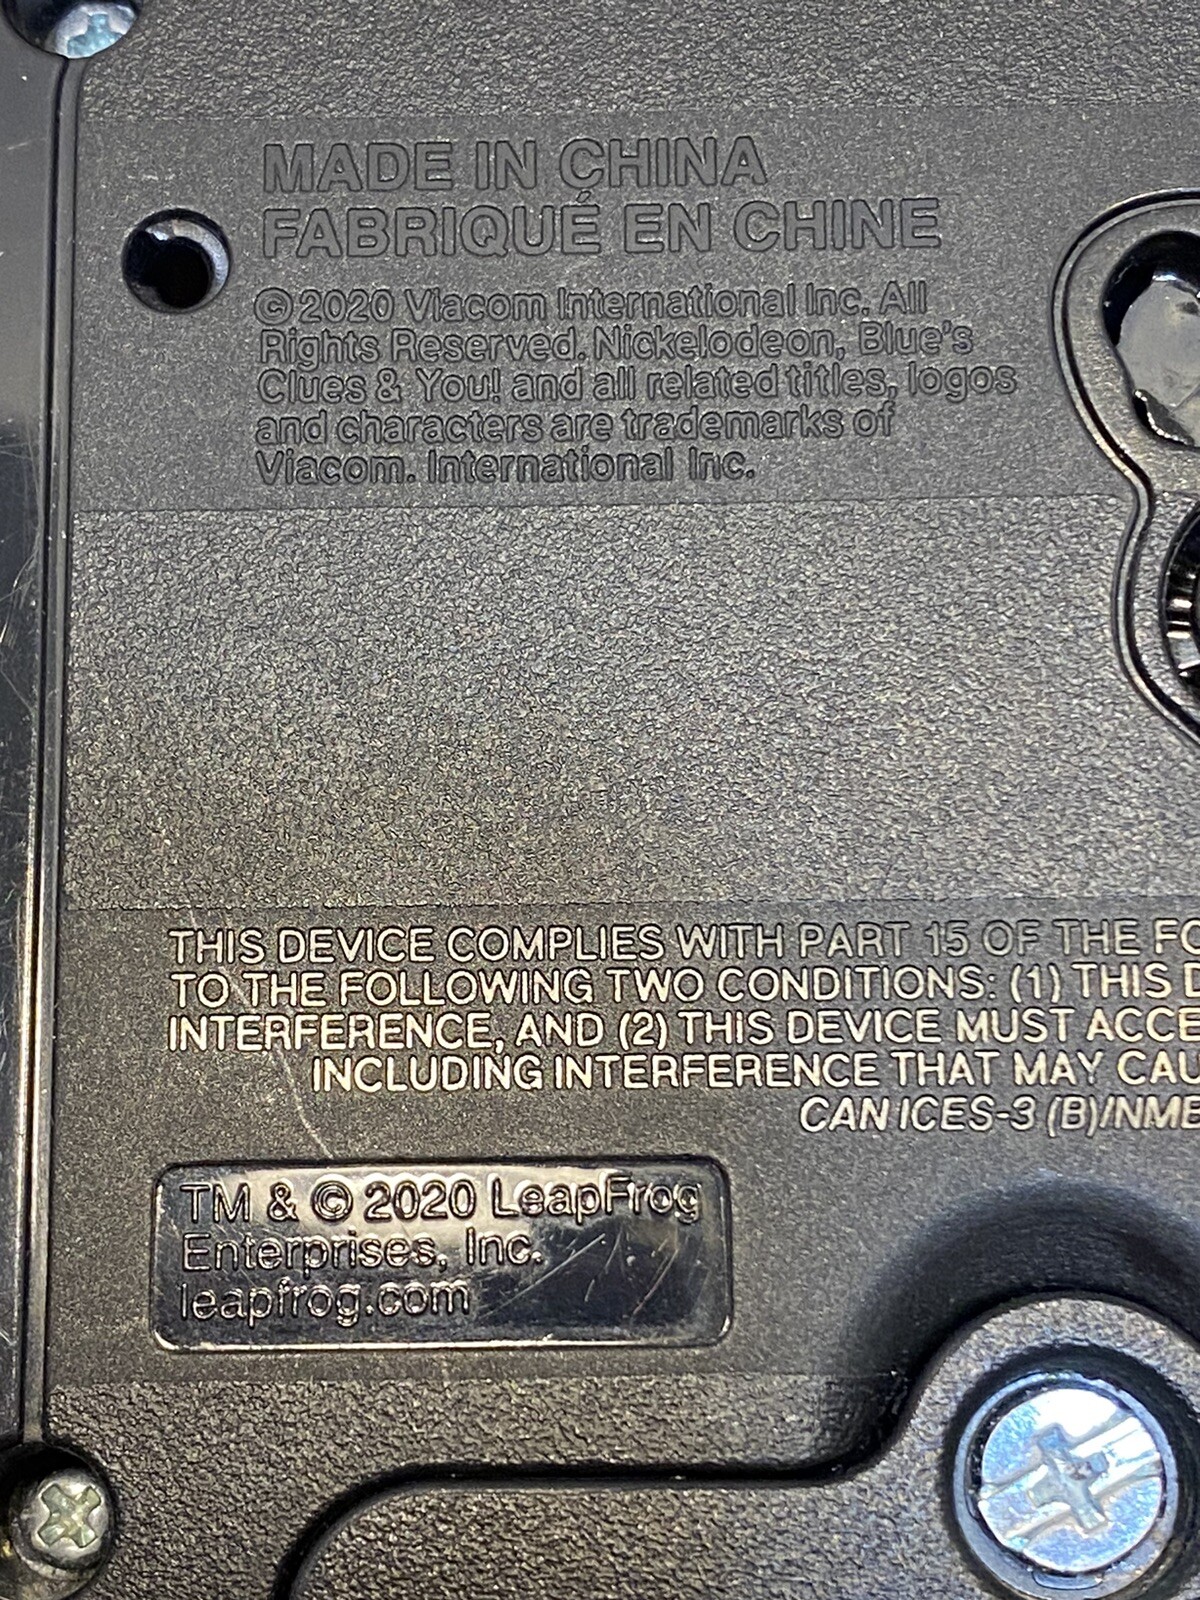 MADE IN CHINA
FABRIQUÉ EN CHINE
© 2020 Viacom International Inc. All
Rights Reserved. Nickelodeon, Blue's
Clues & You! and all related titles, logos
and characters are trademarks of
Viacom. International Inc.
THIS DEVICE COMPLIES WITH PART 15 OF THE
TO THE FOLLOWING TWO CONDITIONS: (1) THIS
INTERFERENCE, AND (2) THIS DEVICE MUST
INCLUDING INTERFERENCE THAT MAY
CAN ICES-3 (B)/NM
TM & © 2020 LeapFrog
Enterprises, Inc.
leapfrog.com